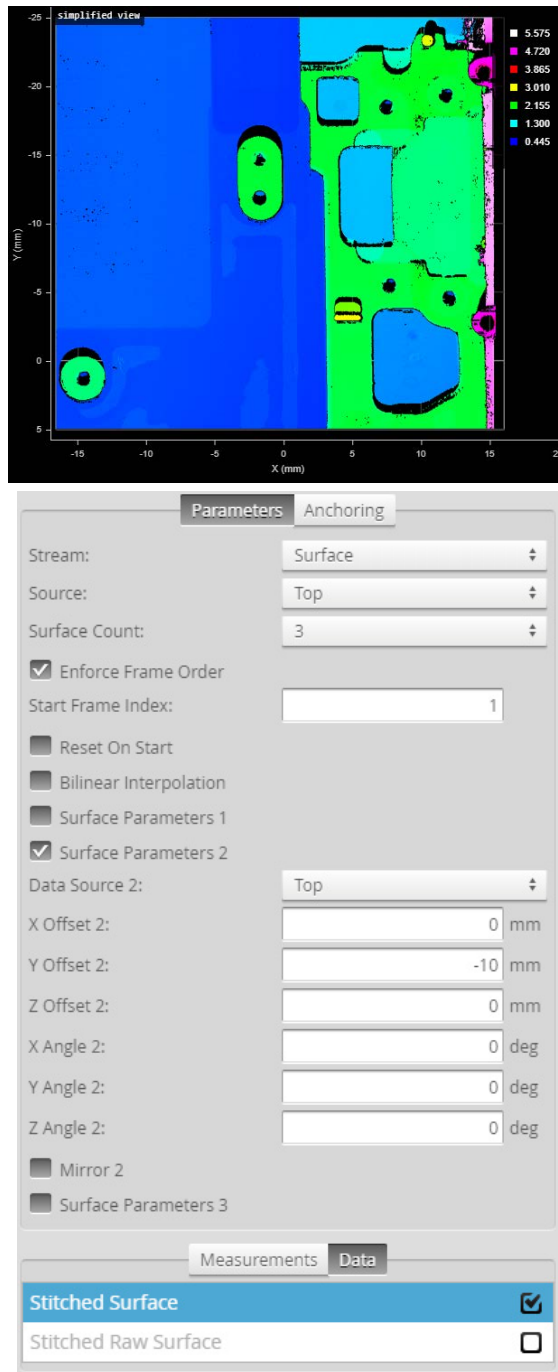 simplified view
-25
-20
-15
-10
-5
0
5
Y (mm)
-15
-10
-5
0
5
10
15
20
X (mm)
5.575
4.720
3.865
3.010
2.155
1.300
0.445
Parameters Anchoring
Stream: Surface
Source: Top
Surface Count: 3
Enforce Frame Order
Start Frame Index: 1
Reset On Start
Bilinear Interpolation
Surface Parameters 1
Surface Parameters 2
Data Source 2: Top
X Offset 2: 0 mm
Y Offset 2: -10 mm
Z Offset 2: 0 mm
X Angle 2: 0 deg
Y Angle 2: 0 deg
Z Angle 2: 0 deg
Mirror 2
Surface Parameters 3
Measurements Data
Stitched Surface
Stitched Raw Surface